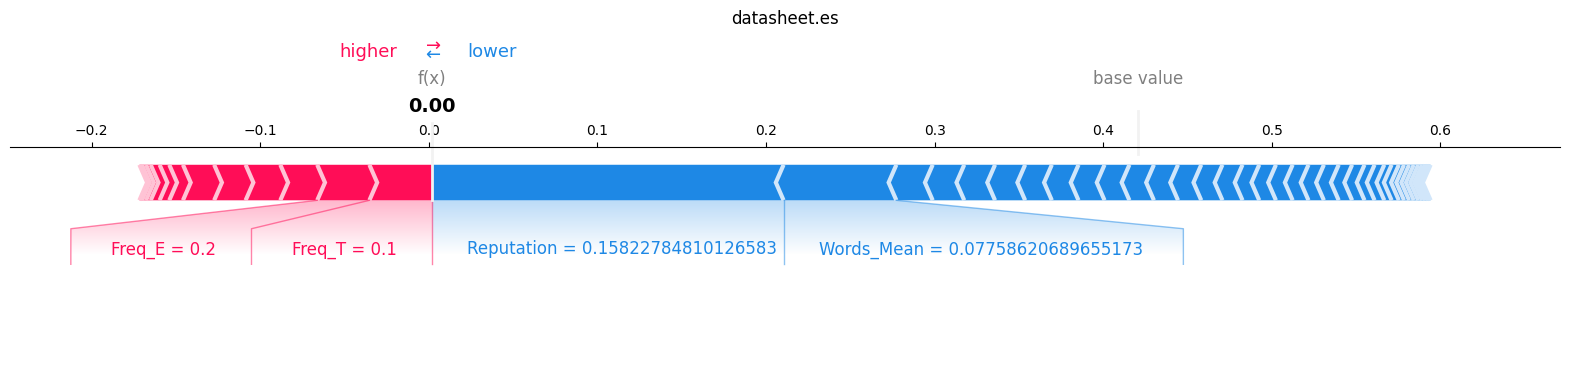 datasheet.es
higher ⇄ lower
f(x) base value
0.00
−0.2 −0.1 0.0 0.1 0.2 0.3 0.4 0.5 0.6
Freq_E = 0.2 Freq_T = 0.1 Reputation = 0.15822784810126583 Words_Mean = 0.07758620689655173